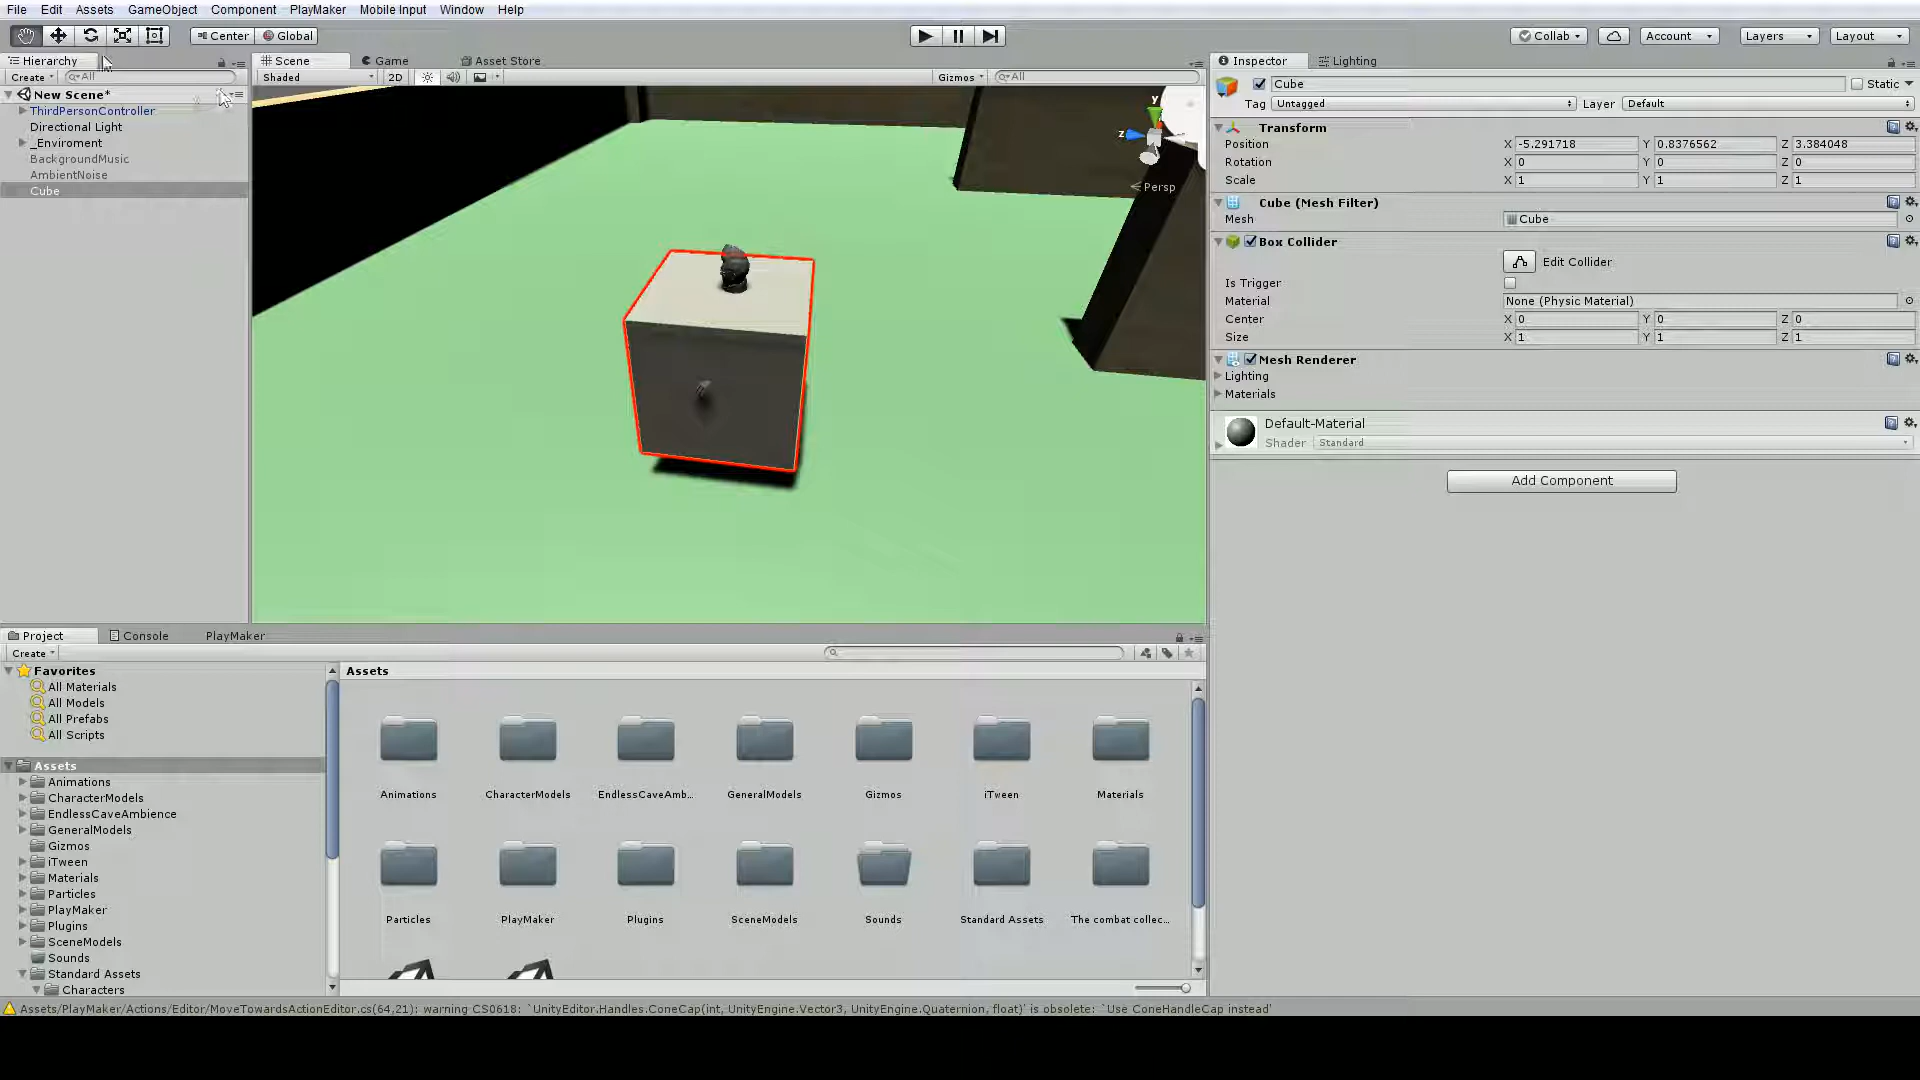 File Edit Assets GameObject Component PlayMaker Mobile Input Window Help
Center Global Collab Account Layers Layout
Hierarchy Scene Game Asset Store Inspector Lighting
Create All Shaded 2D Gizmos All
Cube Static
New Scene*
Tag Untagged Layer Default
ThirdPersonController
Directional Light
_Enviroment
BackgroundMusic
AmbientNoise
Cube
y
z
Persp
Transform
Position X -5.291718 Y 0.8376562 Z 3.384048
Rotation X 0 Y 0 Z 0
Scale X 1 Y 1 Z 1
Cube (Mesh Filter)
Mesh Cube
Box Collider
Edit Collider
Is Trigger
Material None (Physic Material)
Center X 0 Y 0 Z 0
Size X 1 Y 1 Z 1
Mesh Renderer
Lighting
Materials
Default-Material
Shader Standard
Add Component
Project Console PlayMaker
Create
Favorites
All Materials
All Models
All Prefabs
All Scripts
Assets
Animations
CharacterModels
EndlessCaveAmbience
GeneralModels
Gizmos
iTween
Materials
Particles
PlayMaker
Plugins
SceneModels
Sounds
Standard Assets
Characters
Assets
Animations CharacterModels EndlessCaveAmb... GeneralModels Gizmos iTween Materials
Particles PlayMaker Plugins SceneModels Sounds Standard Assets The combat collec...
Assets/PlayMaker/Actions/Editor/MoveTowardsActionEditor.cs(64,21): warning CS0618: `UnityEditor.Handles.ConeCap(int, UnityEngine.Vector3, UnityEngine.Quaternion, float)' is obsolete: `Use ConeHandleCap instead'